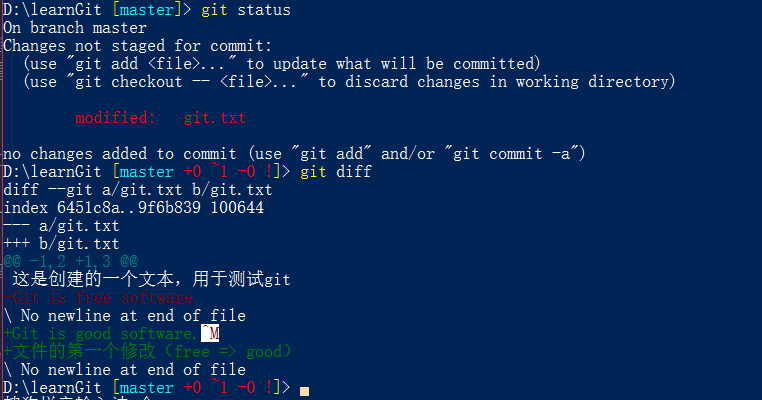 D:\learnGit [master]> git status
On branch master
Changes not staged for commit:
  (use "git add <file>..." to update what will be committed)
  (use "git checkout -- <file>..." to discard changes in working directory)
        modified:   git.txt
no changes added to commit (use "git add" and/or "git commit -a")
D:\learnGit [master +0 ~1 -0 !]> git diff
diff --git a/git.txt b/git.txt
index 6451c8a..9f6b839 100644
--- a/git.txt
+++ b/git.txt
@@ -1,2 +1,3 @@
 这是创建的一个文本，用于测试git
-Git is free software.
\ No newline at end of file
+Git is good software.^M
+文件的第一个修改（free => good）
\ No newline at end of file
D:\learnGit [master +0 ~1 -0 !]>